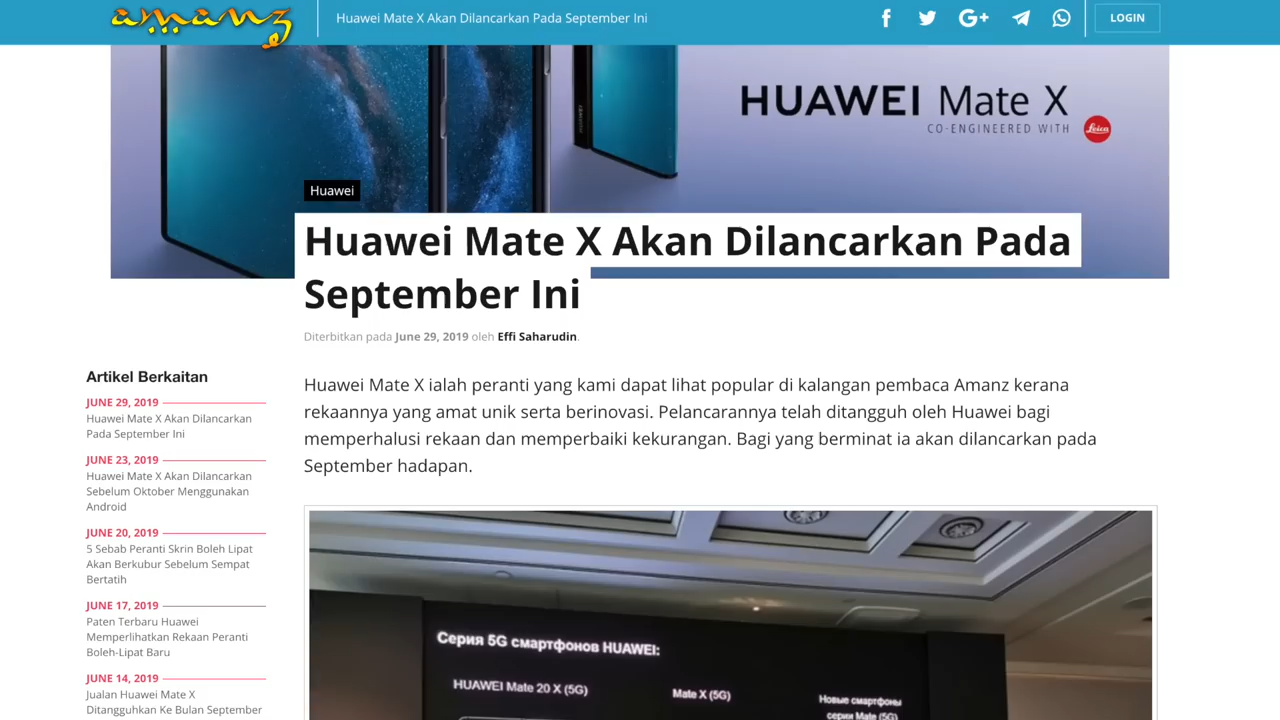 amanz
Huawei Mate X Akan Dilancarkan Pada September Ini
LOGIN
HUAWEI Mate X
CO-ENGINEERED WITH
Leica
Huawei
Huawei Mate X Akan Dilancarkan Pada
September Ini
Diterbitkan pada June 29, 2019 oleh Effi Saharudin.
Artikel Berkaitan
JUNE 29, 2019
Huawei Mate X Akan Dilancarkan
Pada September Ini
JUNE 23, 2019
Huawei Mate X Akan Dilancarkan
Sebelum Oktober Menggunakan
Android
JUNE 20, 2019
5 Sebab Peranti Skrin Boleh Lipat
Akan Berkubur Sebelum Sempat
Bertatih
JUNE 17, 2019
Paten Terbaru Huawei
Memperlihatkan Rekaan Peranti
Boleh-Lipat Baru
JUNE 14, 2019
Jualan Huawei Mate X
Ditangguhkan Ke Bulan September
Huawei Mate X ialah peranti yang kami dapat lihat popular di kalangan pembaca Amanz kerana
rekaannya yang amat unik serta berinovasi. Pelancarannya telah ditangguh oleh Huawei bagi
memperhalusi rekaan dan memperbaiki kekurangan. Bagi yang berminat ia akan dilancarkan pada
September hadapan.
Серия 5G смартфонов HUAWEI:
HUAWEI Mate 20 X (5G)
Mate X (5G)
Новые смартфоны
серии Mate (5G)